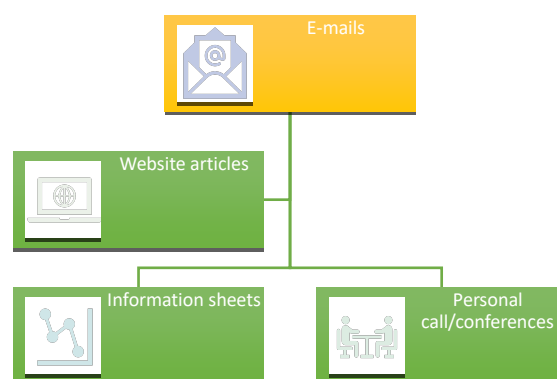 E-mails
@
Website articles
Information sheets
Personal
call/conferences